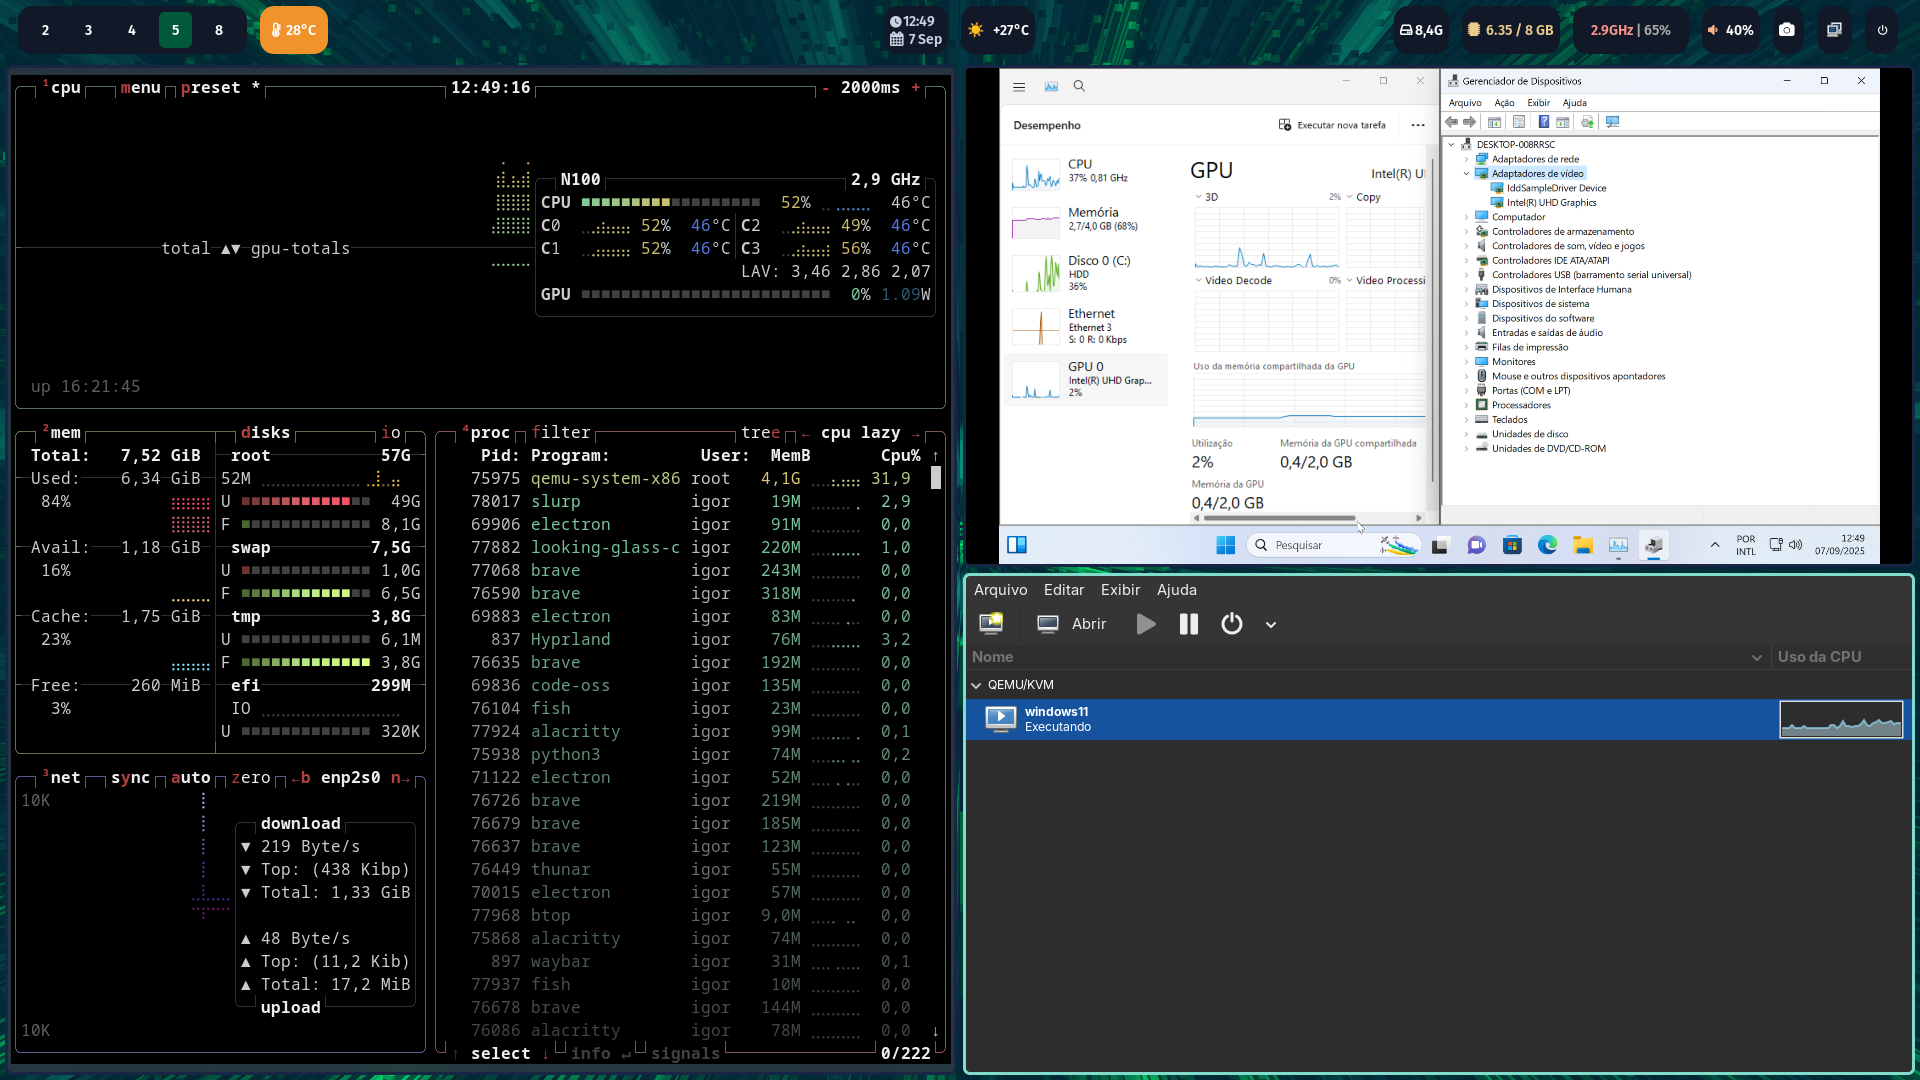 2 3 4 5 8 28°C
12:49
7 Sep
+27°C
8,4G 6.35 / 8 GB 2.9GHz | 65% 40%
¹cpu menu preset * 12:49:16 - 2000ms +
N100 2,9 GHz
CPU 52% 46°C
C0 52% 46°C C2 49% 46°C
C1 52% 46°C C3 56% 46°C
total ▲▼ gpu-totals
LAV: 3,46 2,86 2,07
GPU 0% 1.09W
up 16:21:45
²mem disks io
Total: 7,52 GiB root 57G
Used: 6,34 GiB 52M
84% U 49G
F 8,1G
Avail: 1,18 GiB swap 7,5G
16% U 1,0G
F 6,5G
Cache: 1,75 GiB tmp 3,8G
23% U 6,1M
F 3,8G
Free: 260 MiB efi 299M
3% IO
U 320K
³net sync auto zero ←b enp2s0 n→
10K
download
▼ 219 Byte/s
▼ Top: (438 Kibp)
▼ Total: 1,33 GiB
▲ 48 Byte/s
▲ Top: (11,2 Kib)
▲ Total: 17,2 MiB
upload
10K
⁴proc filter tree ← cpu lazy →
Pid: Program: User: MemB Cpu% ↑
75975 qemu-system-x86 root 4,1G 31,9
78017 slurp igor 19M 2,9
69906 electron igor 91M 0,0
77882 looking-glass-c igor 220M 1,0
77068 brave igor 243M 0,0
76590 brave igor 318M 0,0
69883 electron igor 83M 0,0
837 Hyprland igor 76M 3,2
76635 brave igor 192M 0,0
69836 code-oss igor 135M 0,0
76104 fish igor 23M 0,0
77924 alacritty igor 99M 0,1
75938 python3 igor 74M 0,2
71122 electron igor 52M 0,0
76726 brave igor 219M 0,0
76679 brave igor 185M 0,0
76637 brave igor 123M 0,0
76449 thunar igor 55M 0,0
70015 electron igor 57M 0,0
77968 btop igor 9,0M 0,0
75868 alacritty igor 74M 0,0
897 waybar igor 31M 0,1
77937 fish igor 10M 0,0
76678 brave igor 144M 0,0
76086 alacritty igor 78M 0,0 ↓
↑ select ↓ info ↵ signals 0/222
Desempenho Executar nova tarefa ...
CPU
37% 0,81 GHz
Memória
2,7/4,0 GB (68%)
Disco 0 (C:)
HDD
36%
Ethernet
Ethernet 3
S: 0 R: 0 Kbps
GPU 0
Intel(R) UHD Grap...
2%
GPU Intel(R) U
3D 2% Copy
Video Decode 0% Video Processi
Uso da memória compartilhada da GPU
Utilização Memória da GPU compartilhada
2% 0,4/2,0 GB
Memória da GPU
0,4/2,0 GB
Gerenciador de Dispositivos
Arquivo Ação Exibir Ajuda
DESKTOP-008RRSC
Adaptadores de rede
Adaptadores de vídeo
IddSampleDriver Device
Intel(R) UHD Graphics
Computador
Controladores de armazenamento
Controladores de som, vídeo e jogos
Controladores IDE ATA/ATAPI
Controladores USB (barramento serial universal)
Dispositivos de Interface Humana
Dispositivos de sistema
Dispositivos do software
Entradas e saídas de áudio
Filas de impressão
Monitores
Mouse e outros dispositivos apontadores
Portas (COM e LPT)
Processadores
Teclados
Unidades de disco
Unidades de DVD/CD-ROM
Pesquisar
POR
INTL
12:49
07/09/2025
Arquivo Editar Exibir Ajuda
Abrir
Nome Uso da CPU
QEMU/KVM
windows11
Executando